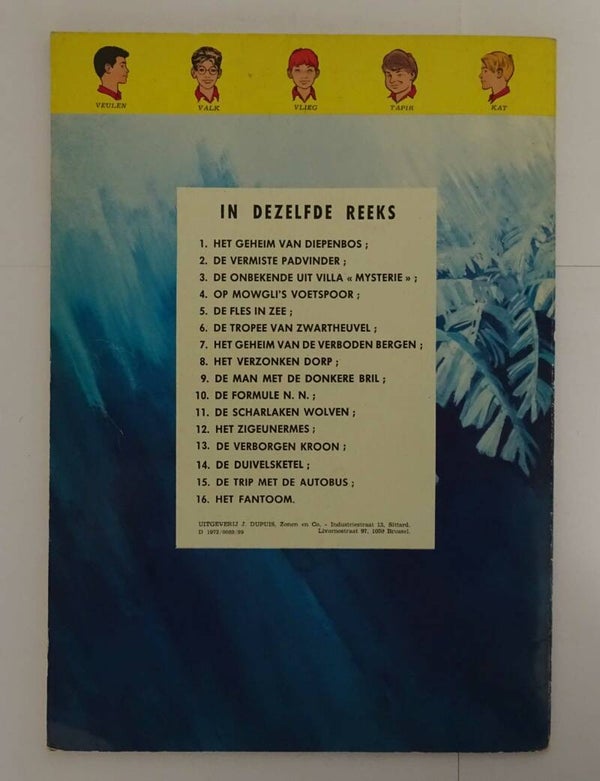 VEULEN VALK VLIEG TAPIR KAT
IN DEZELFDE REEKS
1. HET GEHEIM VAN DIEPENBOS ;
2. DE VERMISTE PADVINDER ;
3. DE ONBEKENDE UIT VILLA « MYSTERIE » ;
4. OP MOWGLI'S VOETSPOOR ;
5. DE FLES IN ZEE ;
6. DE TROPEE VAN ZWARTHEUVEL ;
7. HET GEHEIM VAN DE VERBODEN BERGEN ;
8. HET VERZONKEN DORP ;
9. DE MAN MET DE DONKERE BRIL ;
10. DE FORMULE N. N. ;
11. DE SCHARLAKEN WOLVEN ;
12. HET ZIGEUNERMES ;
13. DE VERBORGEN KROON ;
14. DE DUIVELSKETEL ;
15. DE TRIP MET DE AUTOBUS ;
16. HET FANTOOM.
UITGEVERIJ J. DUPUIS, Zonen en Co. - Industriestraat 13, Sittard.
D 1972/0089/99 Livornostraat 97, 1050 Brussel.